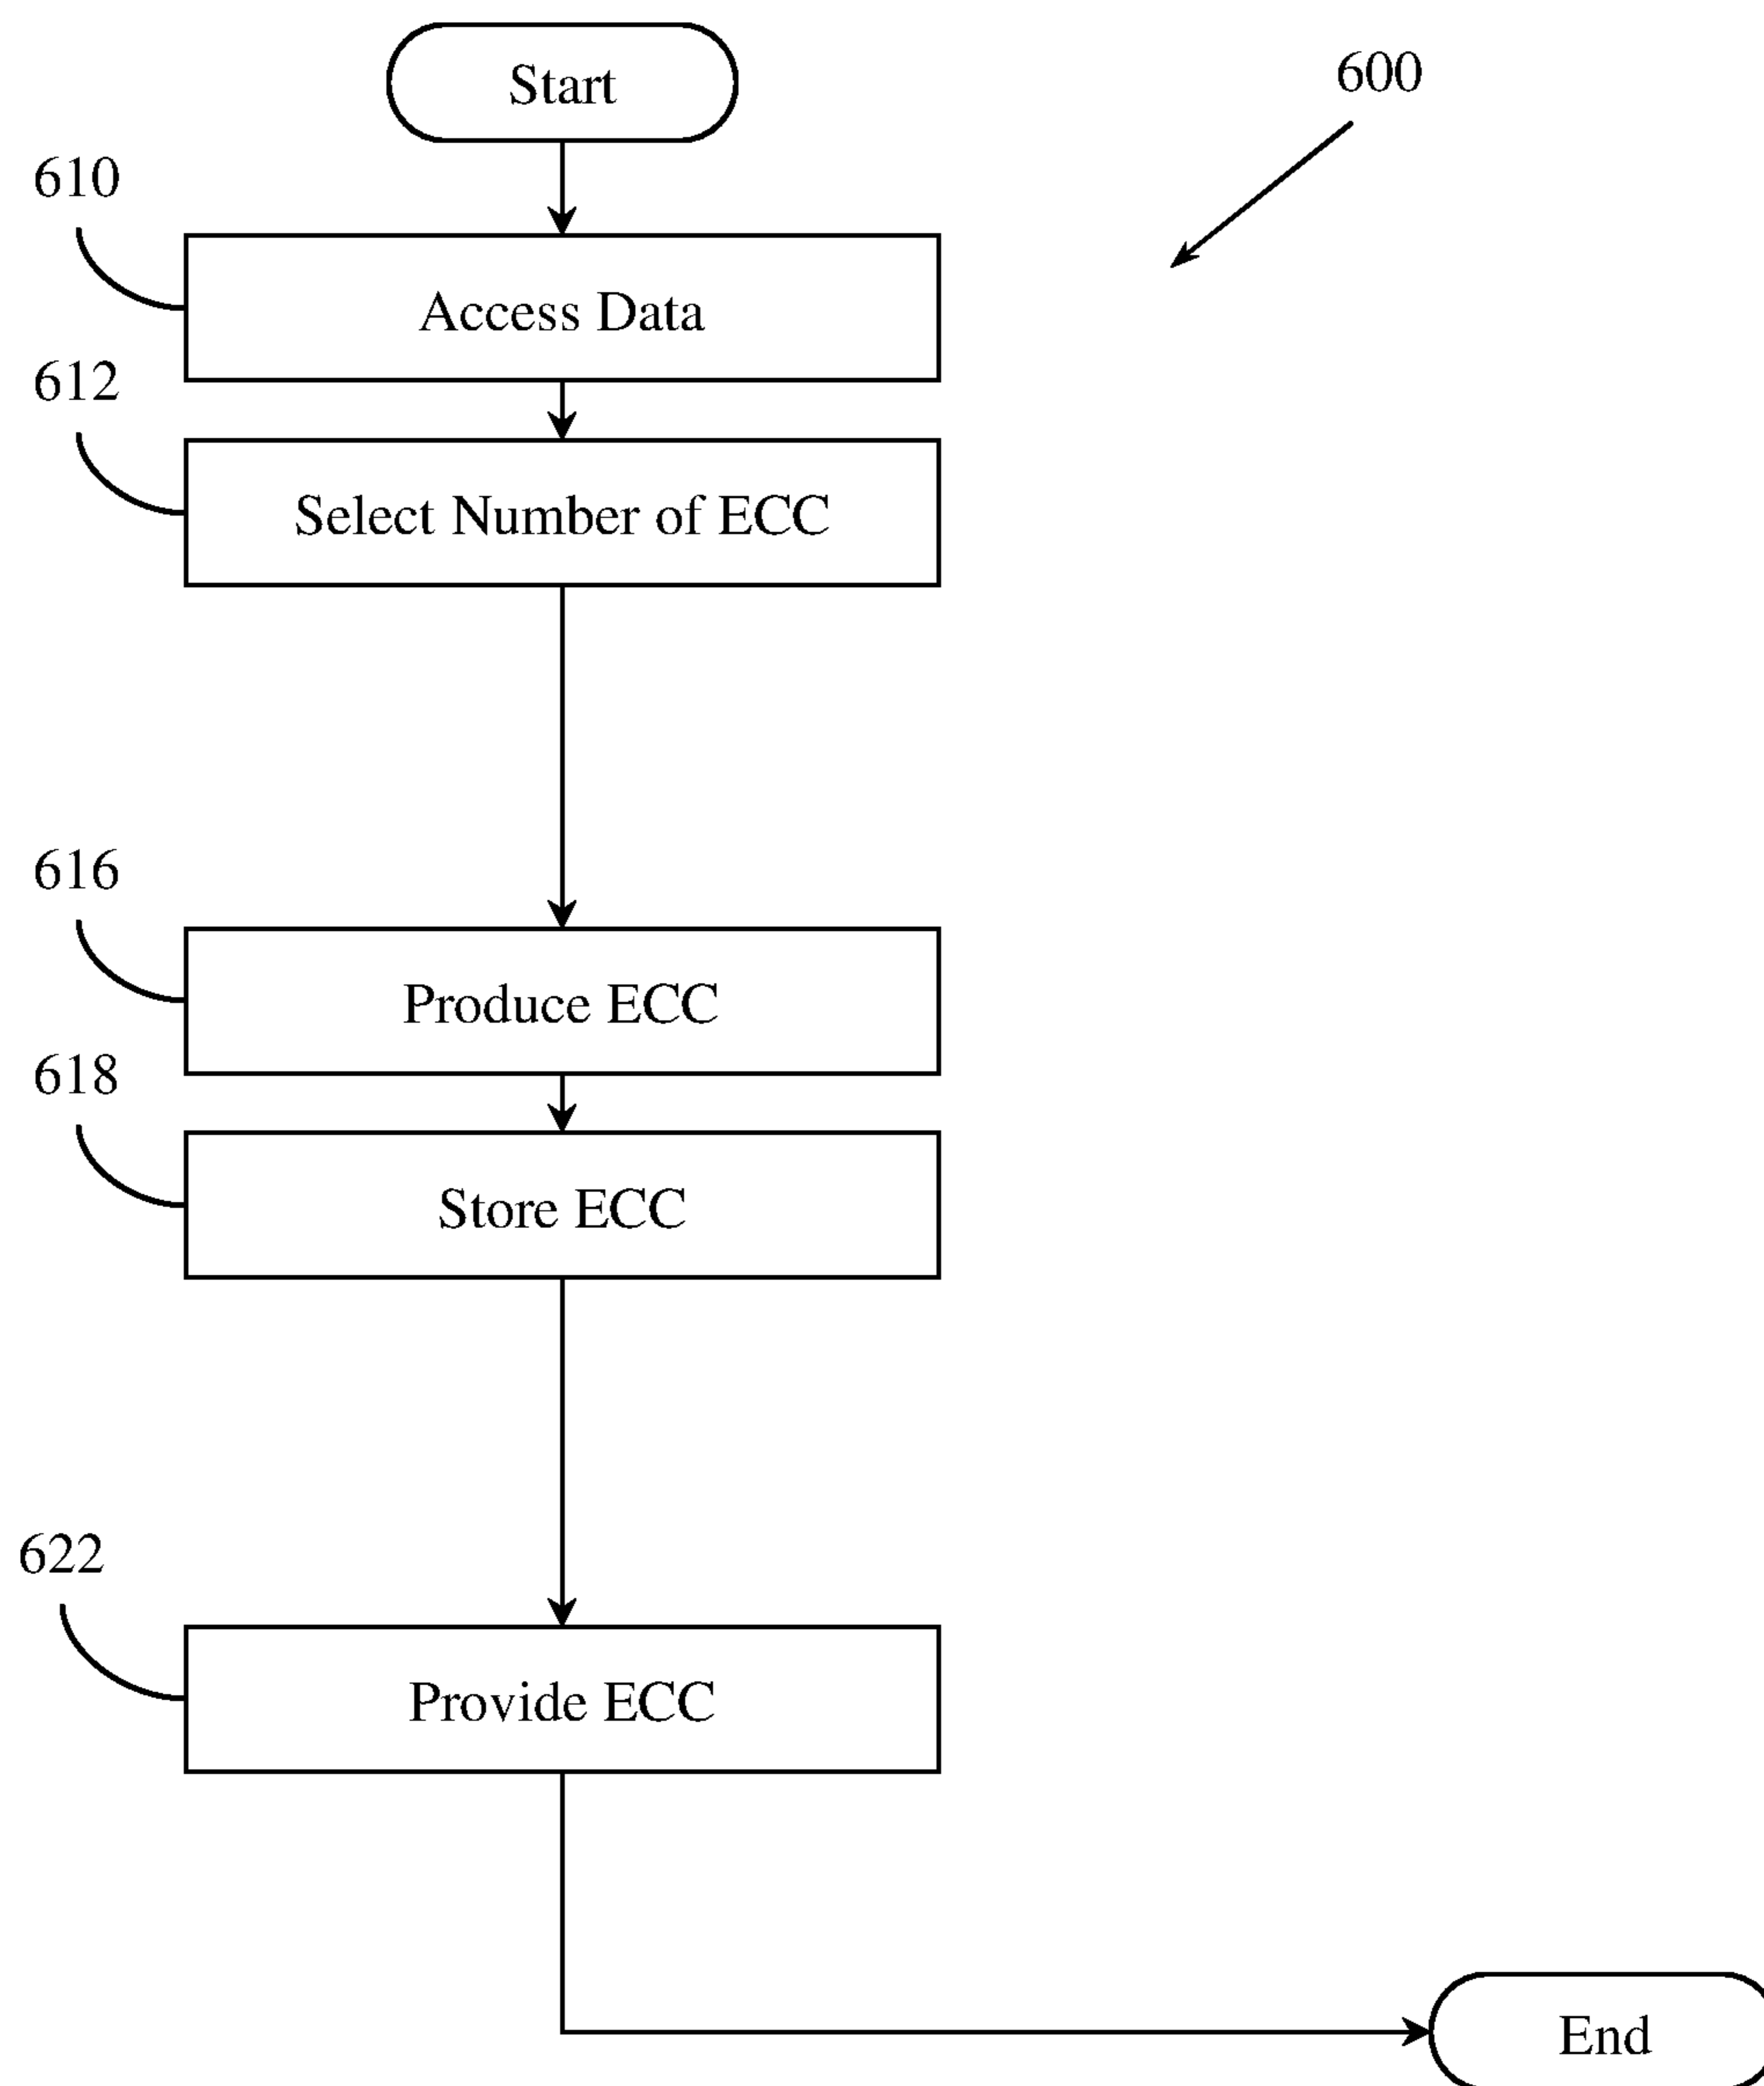 Start
600
610
Access Data
612
Select Number of ECC
616
Produce ECC
618
Store ECC
622
Provide ECC
End